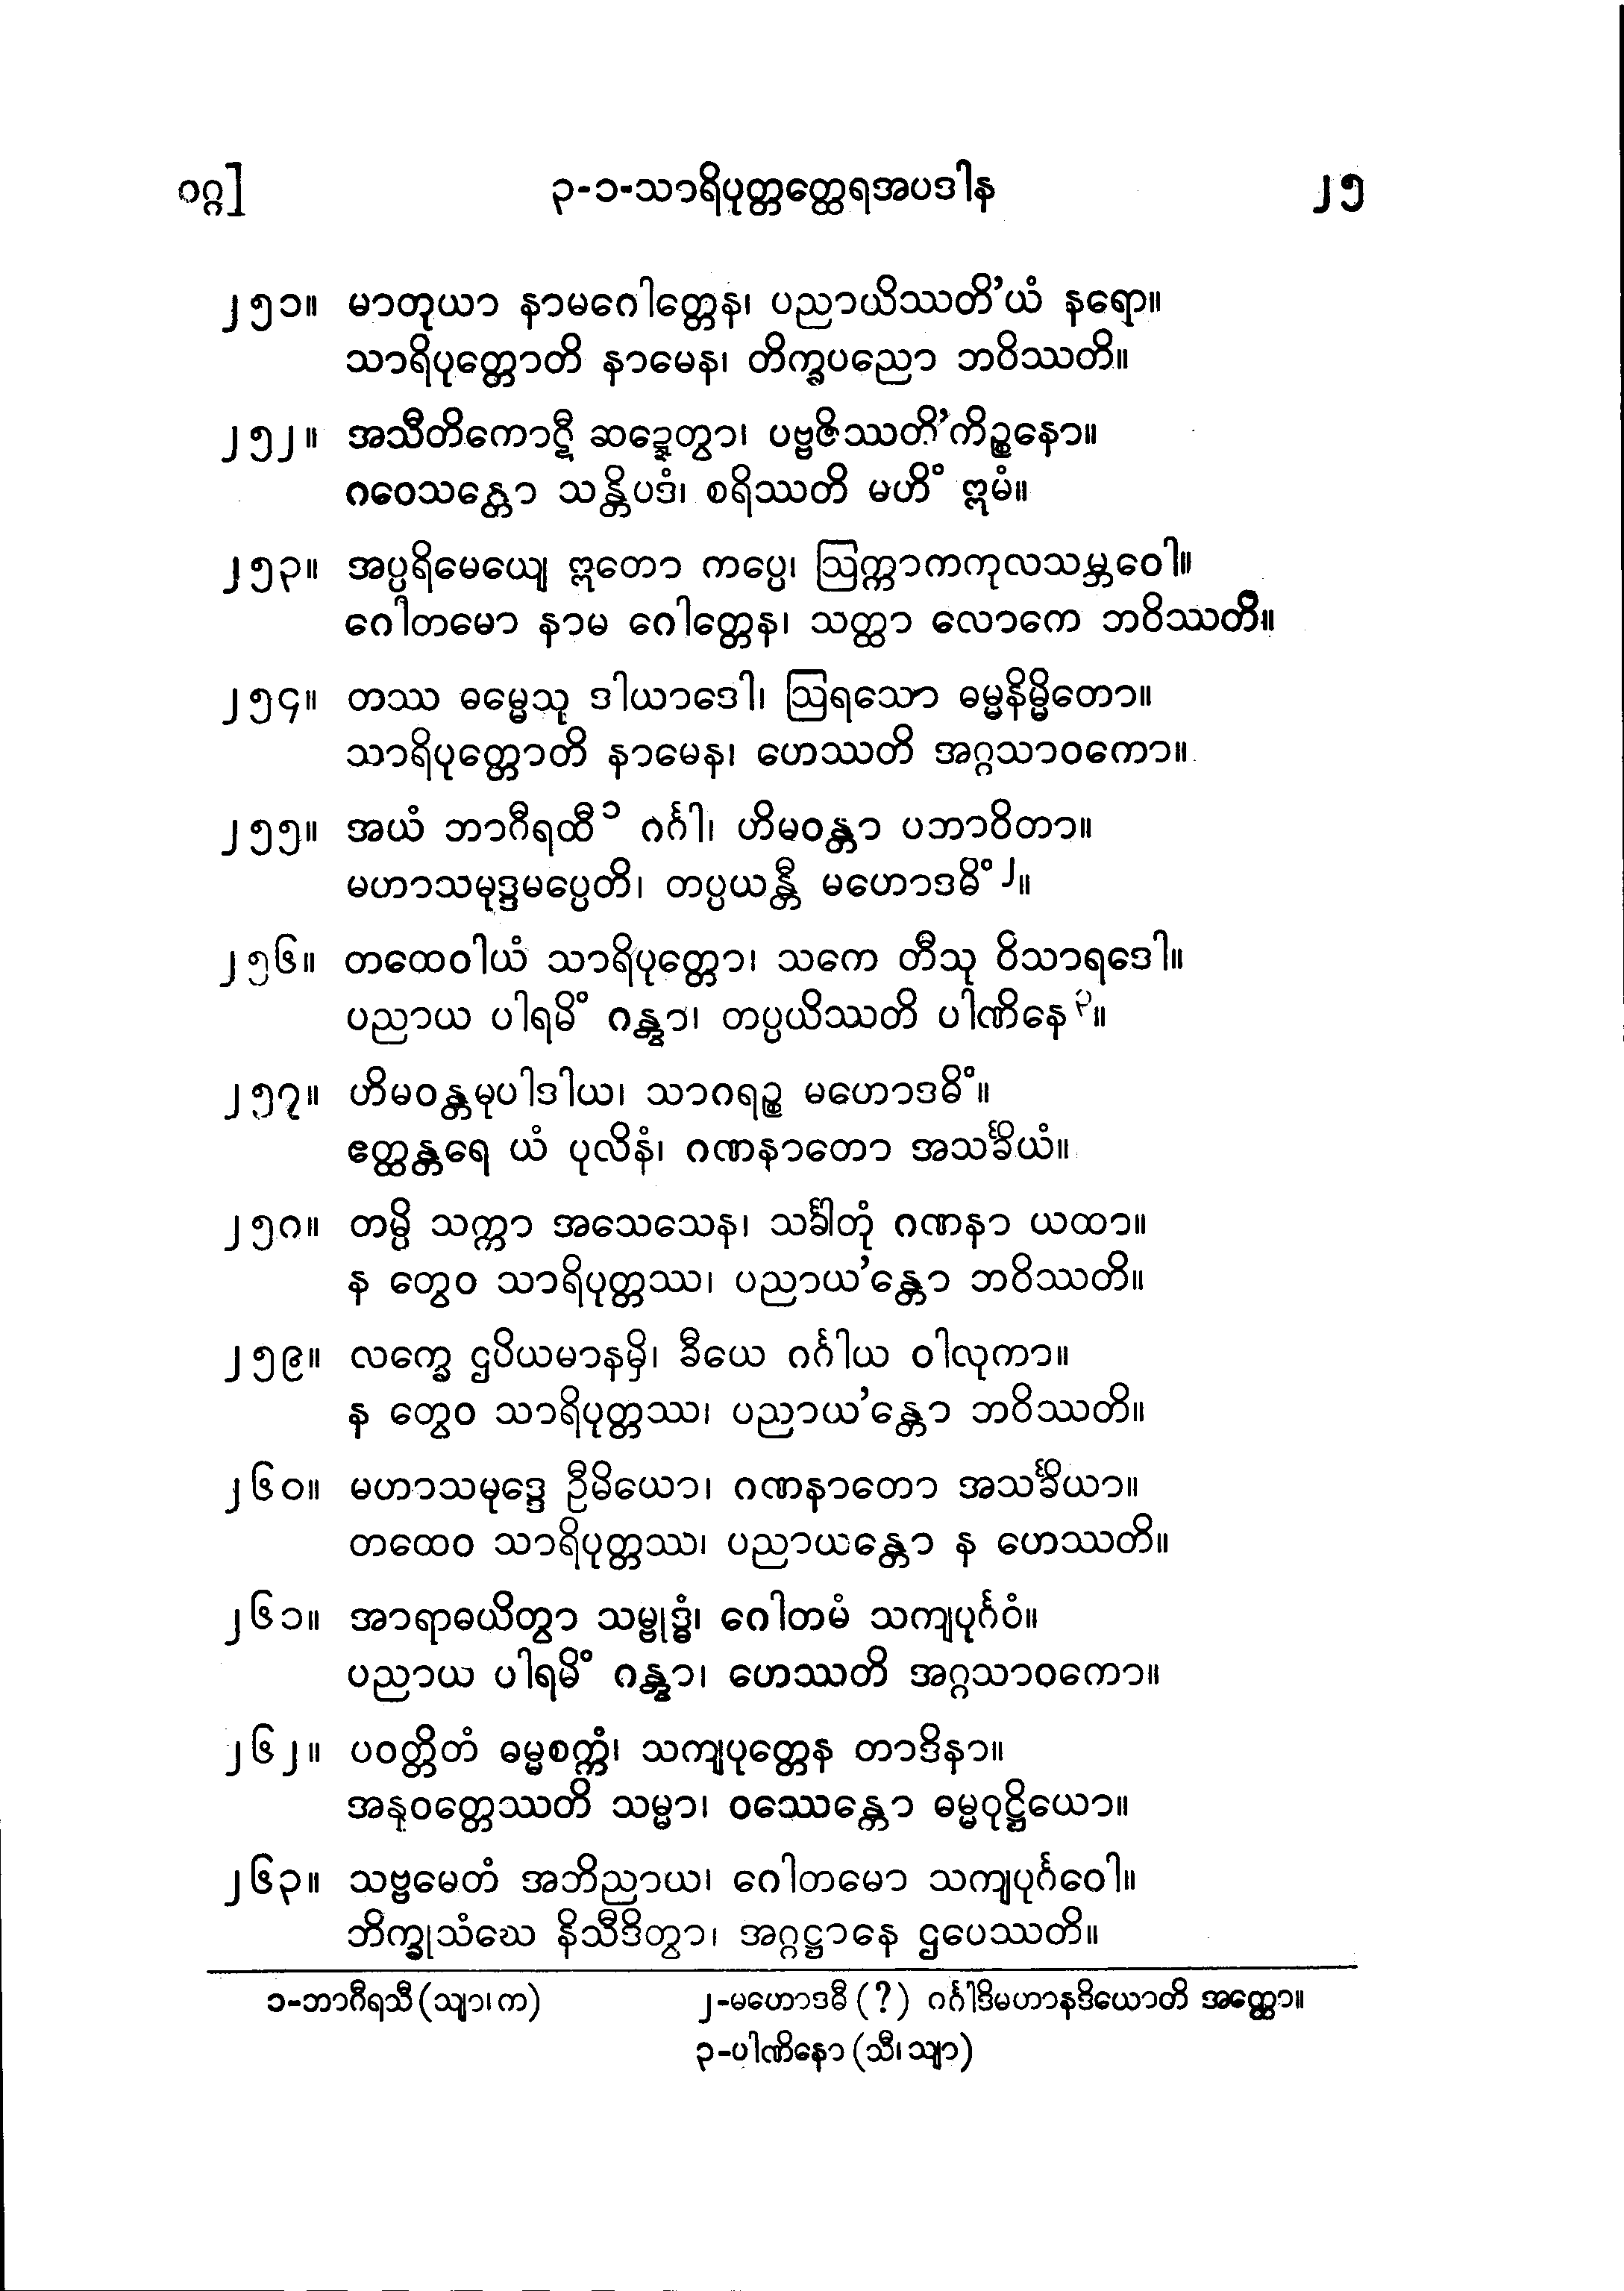 ဝဂ္ဂ]
၃-၁-သာရိပုတ္တတ္ထေရအပဒါန
၂၅
၂၅၁။ မာတုယာ နာမဂေါတ္တေန၊ ပညာယိဿတိ’ယံ နရော။
သာရိပုတ္တောတိ နာမေန၊ တိက္ခပညော ဘဝိဿတိ။
၂၅၂။ အသီတိကောဋီ ဆဍ္ဍေတွာ၊ ပဗ္ဗဇိဿတိ’ကိဉ္စနော။
ဂဝေသန္တော သန္တိပဒံ၊ စရိဿတိ မဟိံ ဣမံ။
၂၅၃။ အပ္ပရိမေယျေ ဣတော ကပ္ပေ၊ ဩက္ကာကကုလသမ္ဘဝေါ။
ဂေါတမော နာမ ဂေါတ္တေန၊ သတ္ထာ လောကေ ဘဝိဿတိ။
၂၅၄။ တဿ ဓမ္မေသု ဒါယာဒေါ၊ ဩရသော ဓမ္မနိမ္မိတော။
သာရိပုတ္တောတိ နာမေန၊ ဟေဿတိ အဂ္ဂသာဝကော။
၂၅၅။ အယံ ဘာဂီရထီ ၁ ဂင်္ဂါ၊ ဟိမဝန္တာ ပဘာဝိတာ။
မဟာသမုဒ္ဒမပ္ပေတိ၊ တပ္ပယန္တီ မဟောဒဓိံ ၂။
၂၅၆။ တထေဝါယံ သာရိပုတ္တော၊ သကေ တီသု ဝိသာရဒေါ။
ပညာယ ပါရမိံ ဂန္တွာ၊ တပ္ပယိဿတိ ပါဏိနေ ၃။
၂၅၇။ ဟိမဝန္တမုပါဒါယ၊ သာဂရဉ္စ မဟောဒဓိံ။
ဧတ္ထန္တရေ ယံ ပုလိနံ၊ ဂဏနာတော အသင်္ခိယံ။
၂၅၈။ တမ္ပိ သက္ကာ အသေသေန၊ သင်္ခါတုံ ဂဏနာ ယထာ။
န တွေဝ သာရိပုတ္တဿ၊ ပညာယ’န္တော ဘဝိဿတိ။
၂၅၉။ လက္ခေ ဌပိယမာနမှိ၊ ခီယေ ဂင်္ဂါယ ဝါလုကာ။
န တွေဝ သာရိပုတ္တဿ၊ ပညာယ’န္တော ဘဝိဿတိ။
၂၆၀။ မဟာသမုဒ္ဒေ ဦမိယော၊ ဂဏနာတော အသင်္ခိယာ။
တထေဝ သာရိပုတ္တဿ၊ ပညာယန္တော န ဟေဿတိ။
၂၆၁။ အာရာဓယိတွာ သမ္ဗုဒ္ဓံ၊ ဂေါတမံ သကျပုင်္ဂဝံ။
ပညာယ ပါရမိံ ဂန္တွာ၊ ဟေဿတိ အဂ္ဂသာဝကော။
၂၆၂။ ပဝတ္တိတံ ဓမ္မစက္ကံ၊ သကျပုတ္တေန တာဒိနာ။
အနုဝတ္တေဿတိ သမ္မာ၊ ဝဿေန္တော ဓမ္မဝုဋ္ဌိယော။
၂၆၃။ သဗ္ဗမေတံ အဘိညာယ၊ ဂေါတမော သကျပုင်္ဂဝေါ။
ဘိက္ခုသံဃေ နိသီဒိတွာ၊ အဂ္ဂဋ္ဌာနေ ဌပေဿတိ။
၁-ဘာဂီရသီ (သျာ၊ က)
၂-မဟောဒဓီ (?) ဂင်္ဂါဒိမဟာနဒိယောတိ အတ္ထော။
၃-ပါဏိနော (သီ၊ သျာ)